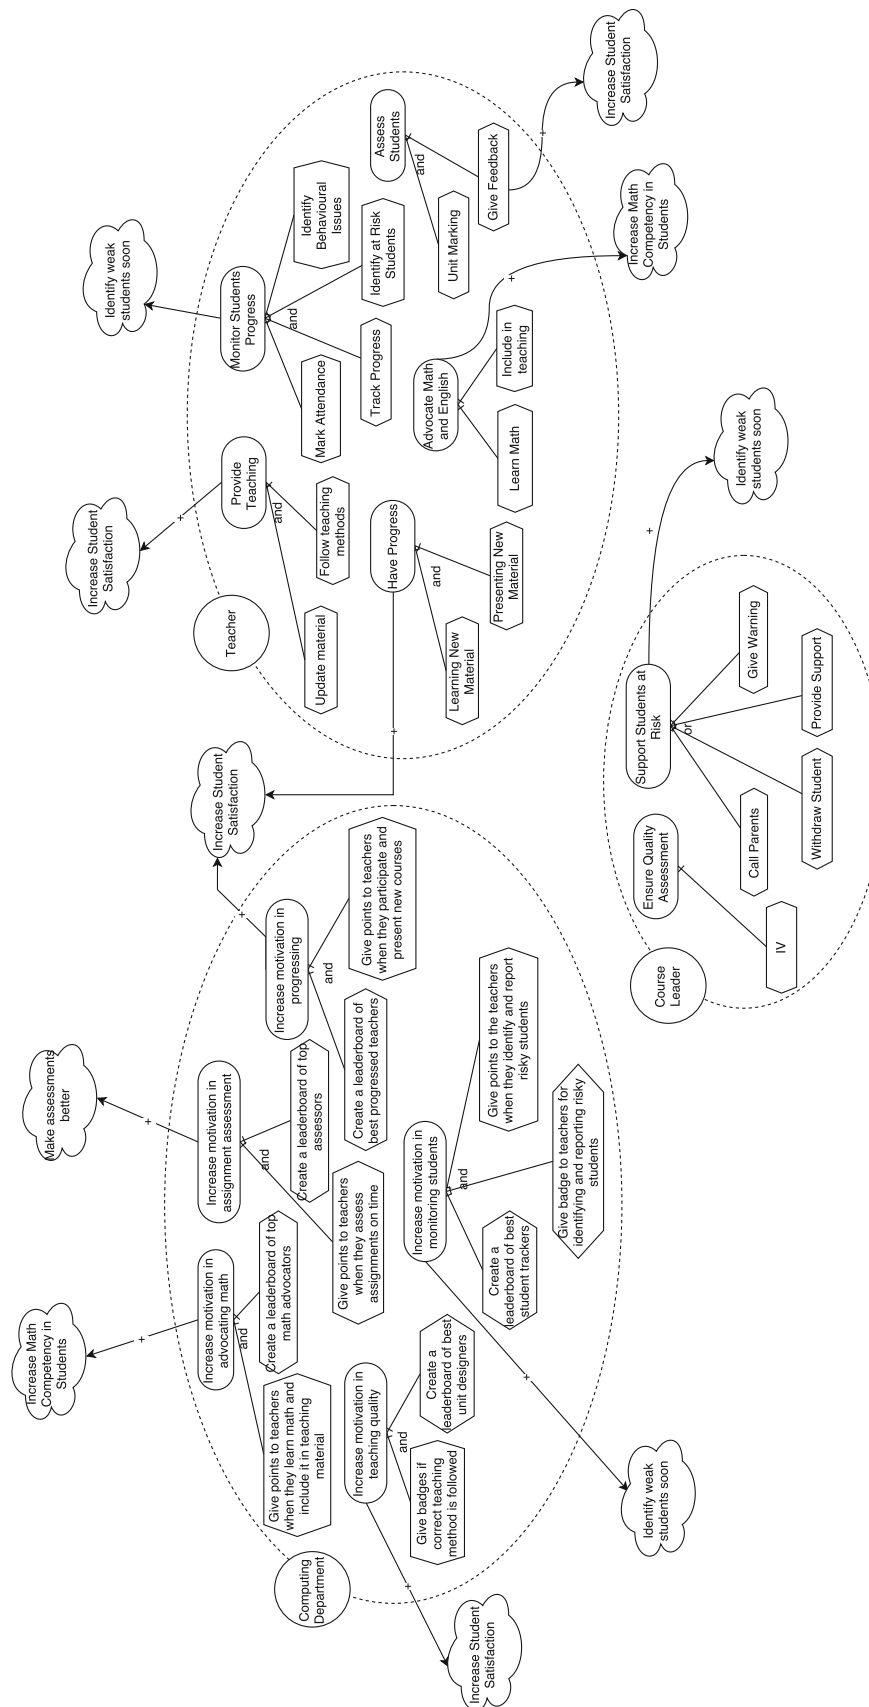 Increase Math
Competency in
Students
+
Make assessments
better
+
Increase motivation in
advocating math
and
Give points to teachers
when they learn math and
include it in teaching
material
Create a leaderboard of top
math advocators
Increase motivation in
assignment assessment
and
Give points to teachers
when they assess
assignments on time
Create a leaderboard of top
assessors
Increase motivation in
progressing
and
Create a leaderboard of
best progressed teachers
Give points to teachers
when they participate and
present new courses
+
Increase Student
Satisfaction
+
Computing
Department
Increase motivation in
teaching quality
and
Give badges if
correct teaching
method is followed
Create a
leaderboard of best
unit designers
+
Increase Student
Satisfaction
Increase motivation in
monitoring students
and
Create a
leaderboard of best
student trackers
Give badge to teachers for
identifying and reporting risky
students
Give points to the teachers
when they identify and report
risky students
+
Identify weak
students soon
Teacher
Increase Student
Satisfaction
+
Provide
Teaching
and
Update material
Follow teaching
methods
Identify weak
students soon
Monitor Students
Progress
and
Mark Attendance
Track Progress
Identify at Risk
Students
Identify
Behavioural
Issues
Have Progress
and
Learning New
Material
Presenting New
Material
Advocate Math
and English
Learn Math
Include in
teaching
+
Increase Math
Competency in
Students
Assess
Students
and
Unit Marking
Give Feedback
+
Increase Student
Satisfaction
Course
Leader
Ensure Quality
Assessment
IV
Support Students at
Risk
or
Call Parents
Withdraw Student
Provide Support
Give Warning
+
Identify weak
students soon